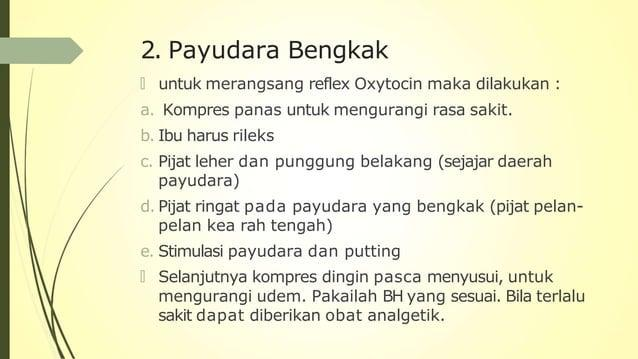 2. Payudara Bengkak
untuk merangsang reflex Oxytocin maka dilakukan :
a. Kompres panas untuk mengurangi rasa sakit.
b. Ibu harus rileks
c. Pijat leher dan punggung belakang (sejajar daerah
payudara)
d. Pijat ringat pada payudara yang bengkak (pijat pelan-
pelan kea rah tengah)
e. Stimulasi payudara dan putting
Selanjutnya kompres dingin pasca menyusui, untuk
mengurangi udem. Pakailah BH yang sesuai. Bila terlalu
sakit dapat diberikan obat analgetik.